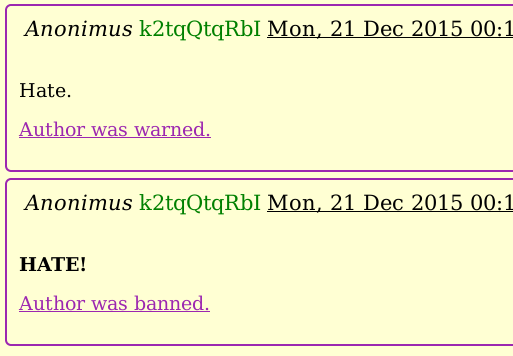 Anonimus k2tqQtqRbI Mon, 21 Dec 2015 00:1
Hate.
Author was warned.
Anonimus k2tqQtqRbI Mon, 21 Dec 2015 00:1
HATE!
Author was banned.